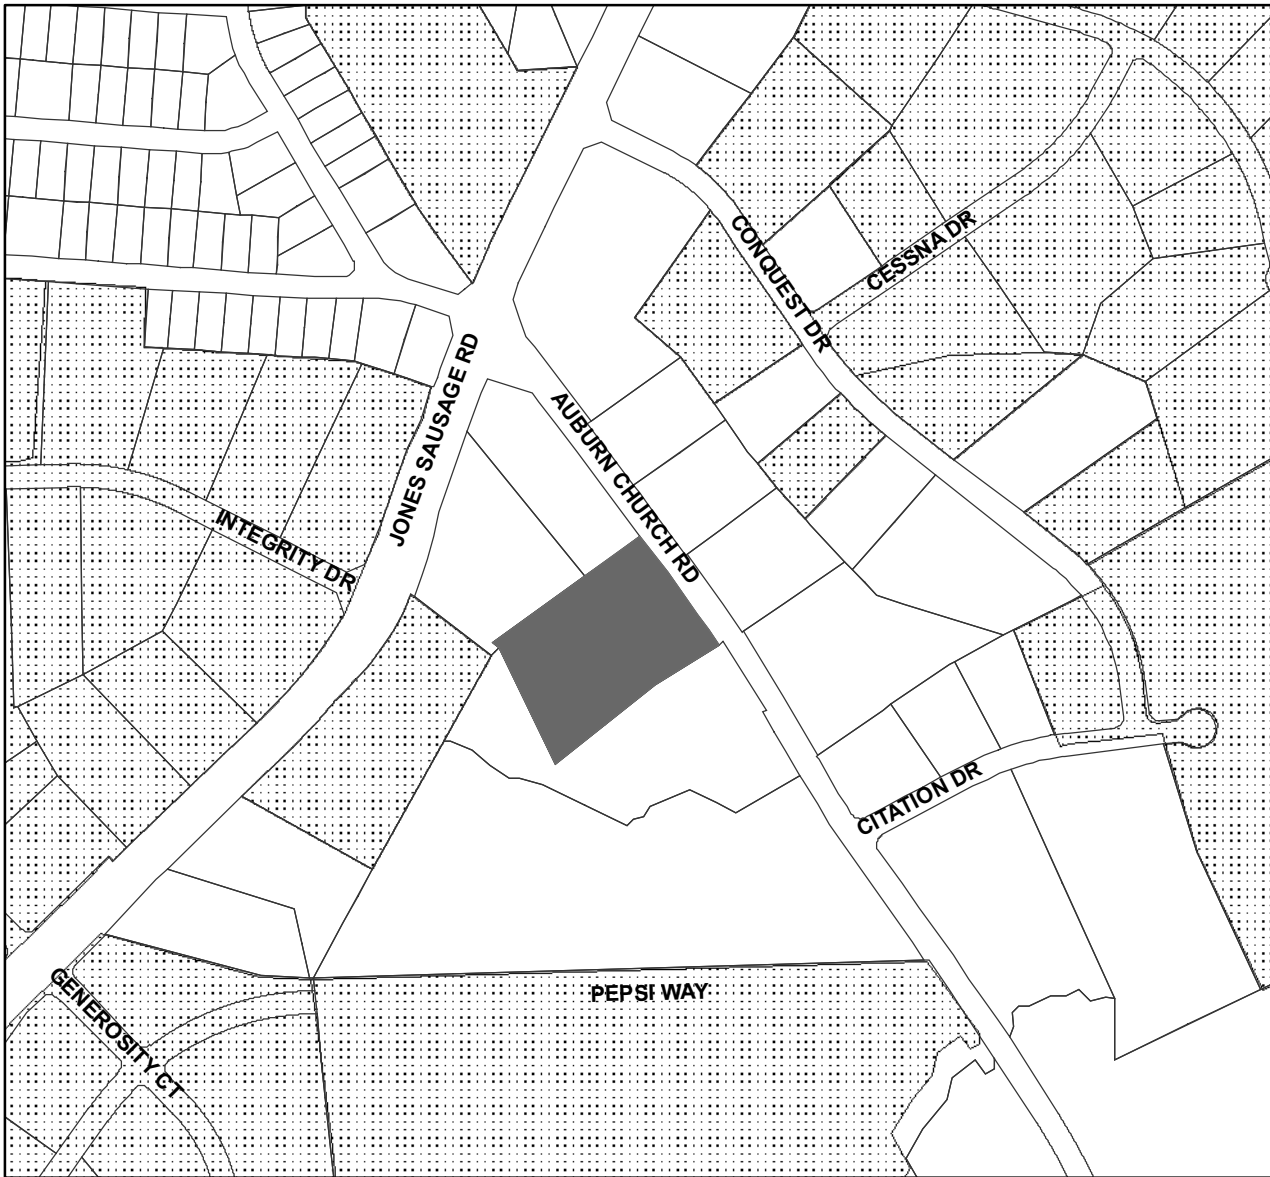 CONQUEST DR
CESSNA DR
JONES SAUSAGE RD
AUBURN CHURCH RD
INTEGRITY DR
CITATION DR
PEPSI WAY
GENEROSITY CT